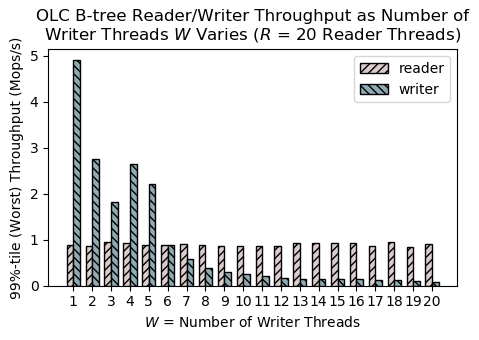 OLC B-tree Reader/Writer Throughput as Number of
Writer Threads W Varies (R = 20 Reader Threads)
99%-tile (Worst) Throughput (Mops/s)
5
4
3
2
1
0
reader
writer
1 2 3 4 5 6 7 8 9 10 11 12 13 14 15 16 17 18 19 20
W = Number of Writer Threads